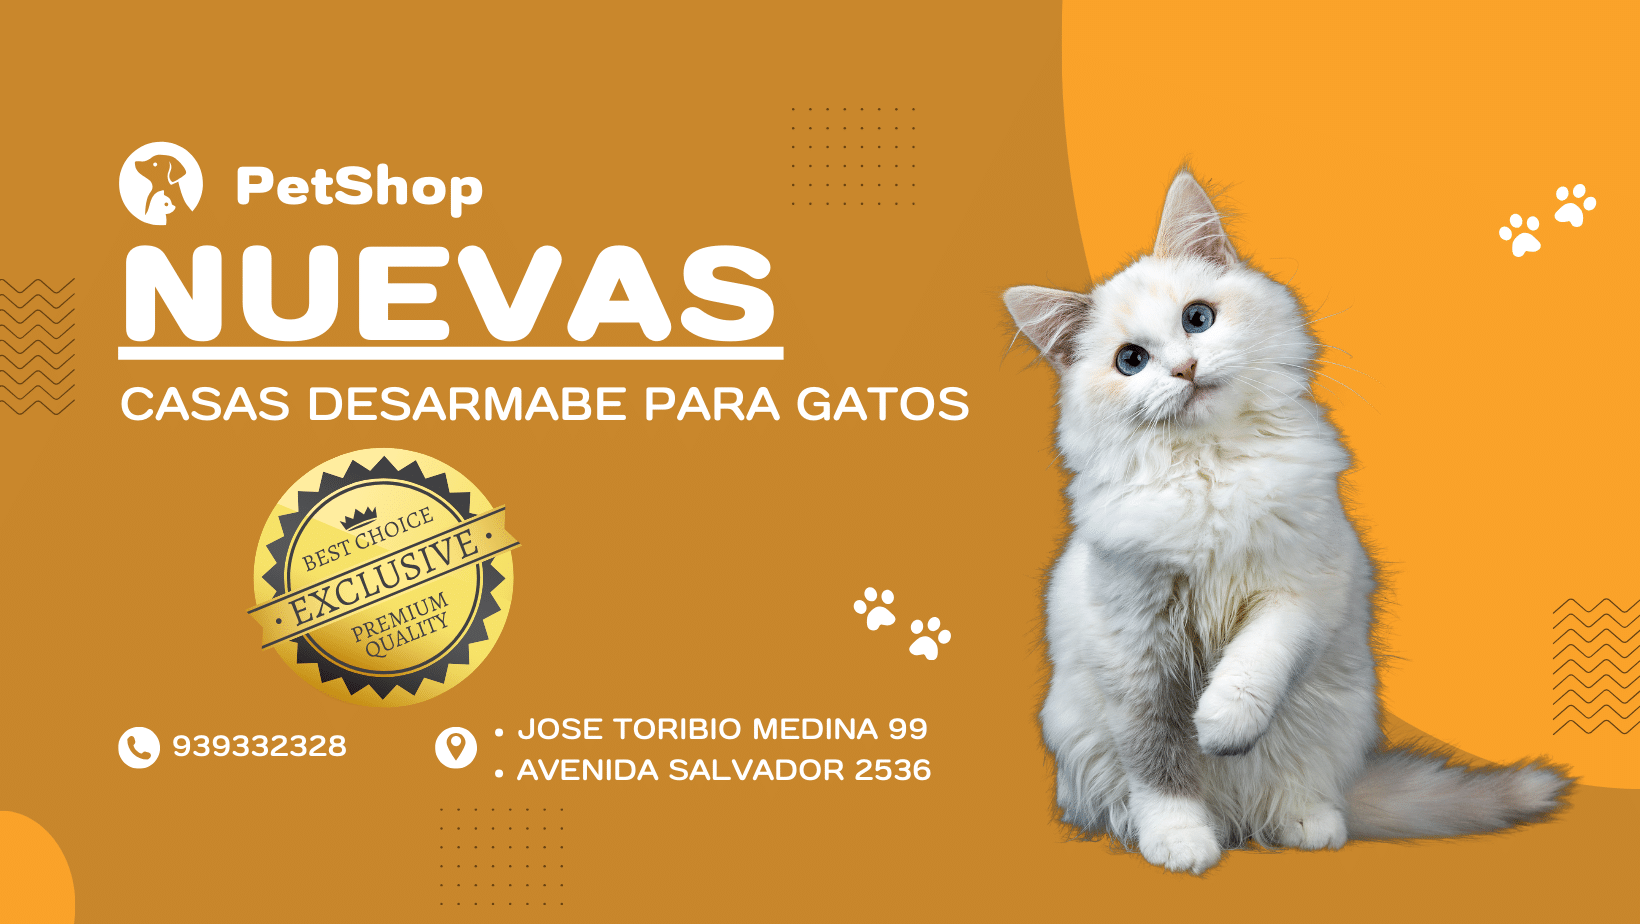 PetShop
NUEVAS
CASAS DESARMABE PARA GATOS
BEST CHOICE
EXCLUSIVE
PREMIUM
QUALITY
939332328
JOSE TORIBIO MEDINA 99
AVENIDA SALVADOR 2536